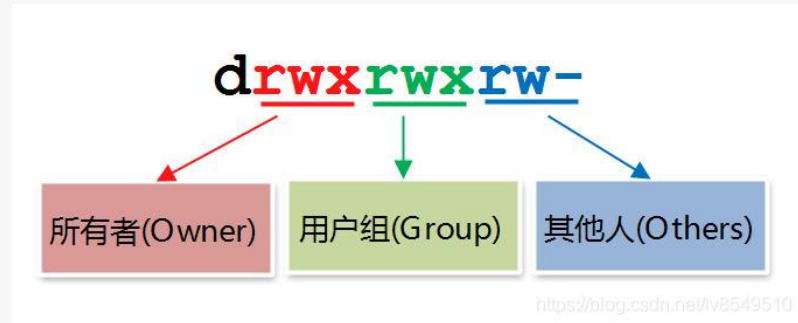 drwxrwxrw-
所有者(Owner) 用户组(Group) 其他人(Others)
https://blog.csdn.net/lv8549510